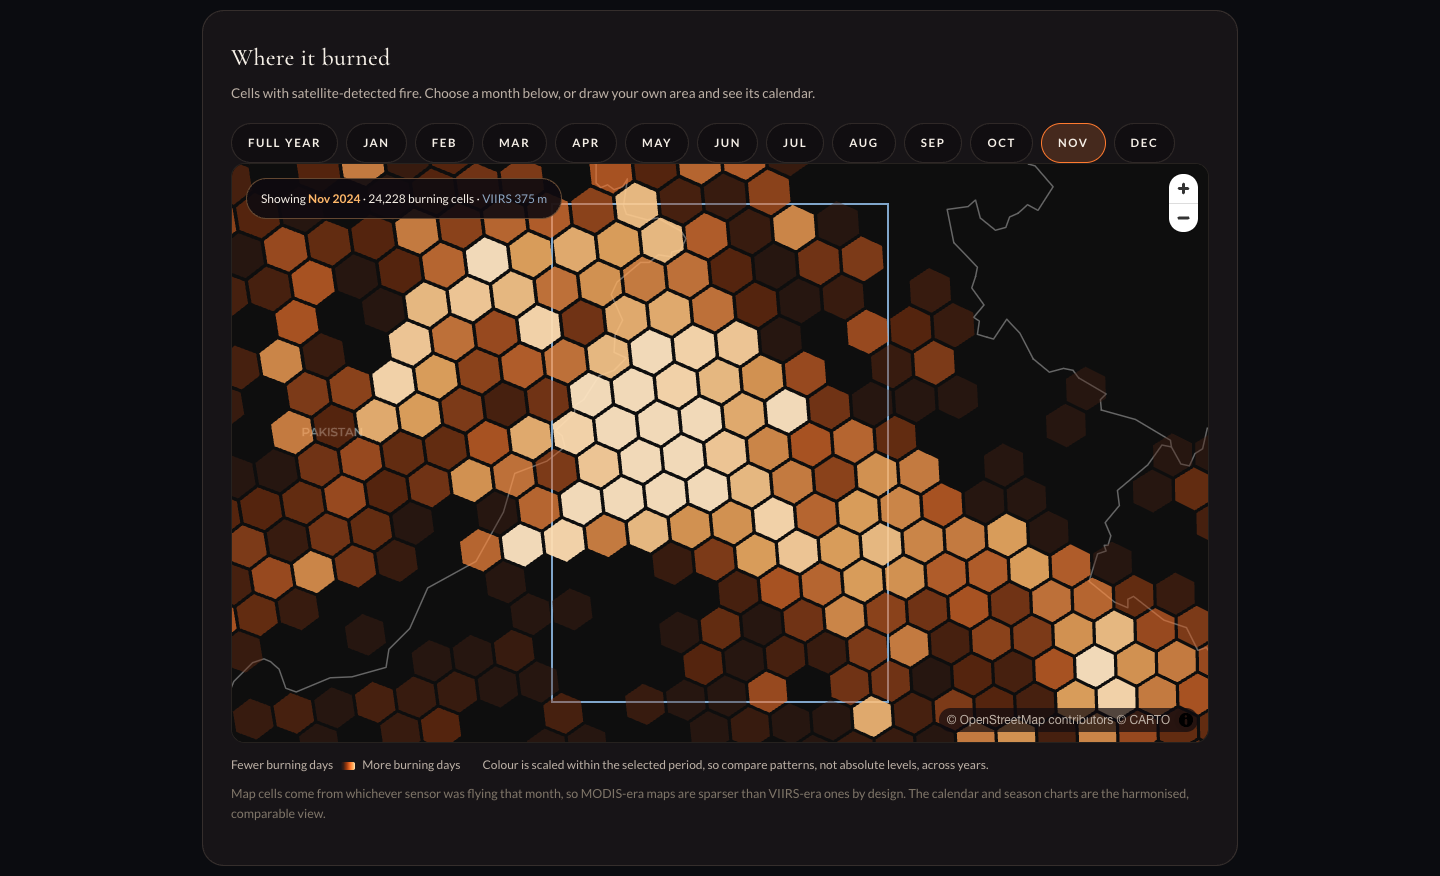 Where it burned
Cells with satellite-detected fire. Choose a month below, or draw your own area and see its calendar.
FULL YEAR JAN FEB MAR APR MAY JUN JUL AUG SEP OCT NOV DEC
Showing Nov 2024 · 24,228 burning cells · VIIRS 375 m
+
−
PAKISTAN
© OpenStreetMap contributors © CARTO
Fewer burning days More burning days Colour is scaled within the selected period, so compare patterns, not absolute levels, across years.
Map cells come from whichever sensor was flying that month, so MODIS-era maps are sparser than VIIRS-era ones by design. The calendar and season charts are the harmonised,
comparable view.